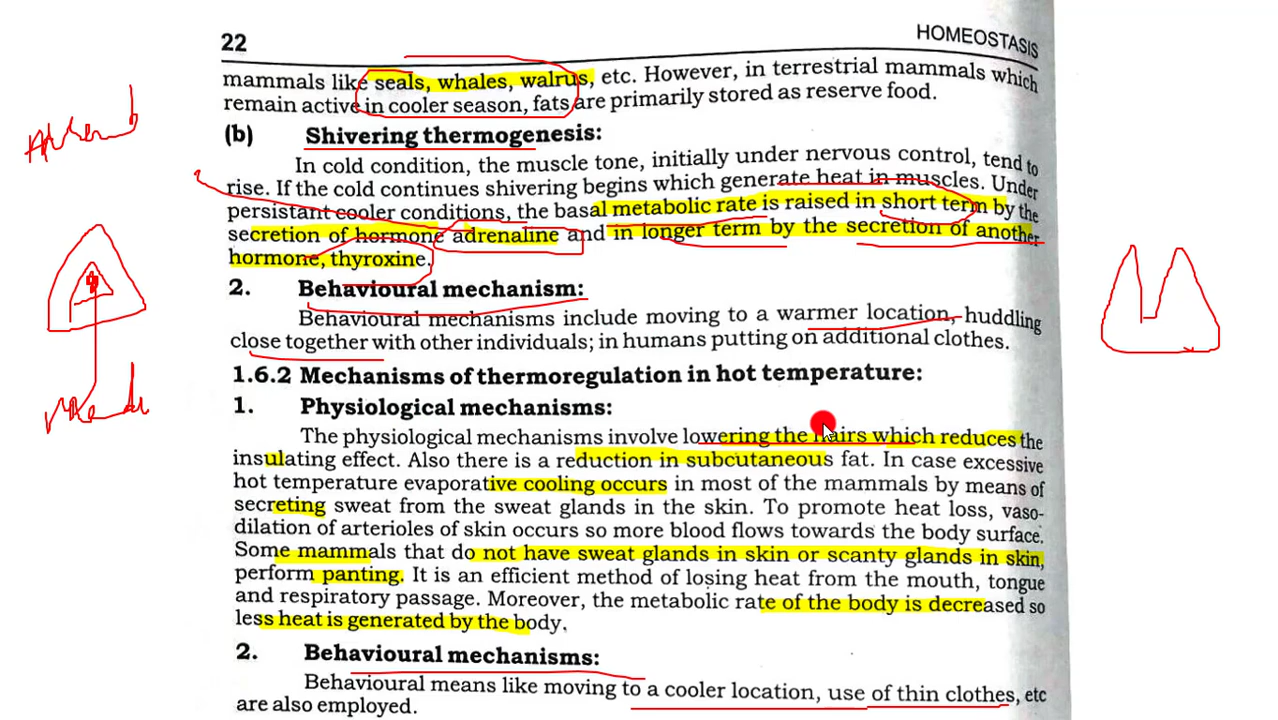 22
HOMEOSTASIS
mammals like seals, whales, walrus, etc. However, in terrestrial mammals which
remain active in cooler season, fats are primarily stored as reserve food.
(b) Shivering thermogenesis:
In cold condition, the muscle tone, initially under nervous control, tend to
rise. If the cold continues shivering begins which generate heat in muscles. Under
persistant cooler conditions, the basal metabolic rate is raised in short term by the
secretion of hormone adrenaline and in longer term by the secretion of another
hormone, thyroxine.
2. Behavioural mechanism:
Behavioural mechanisms include moving to a warmer location, huddling
close together with other individuals; in humans putting on additional clothes.
1.6.2 Mechanisms of thermoregulation in hot temperature:
1. Physiological mechanisms:
The physiological mechanisms involve lowering the hairs which reduces the
insulating effect. Also there is a reduction in subcutaneous fat. In case excessive
hot temperature evaporative cooling occurs in most of the mammals by means of
secreting sweat from the sweat glands in the skin. To promote heat loss, vaso-
dilation of arterioles of skin occurs so more blood flows towards the body surface.
Some mammals that do not have sweat glands in skin or scanty glands in skin,
perform panting. It is an efficient method of losing heat from the mouth, tongue
and respiratory passage. Moreover, the metabolic rate of the body is decreased so
less heat is generated by the body.
2. Behavioural mechanisms:
Behavioural means like moving to a cooler location, use of thin clothes, etc
are also employed.